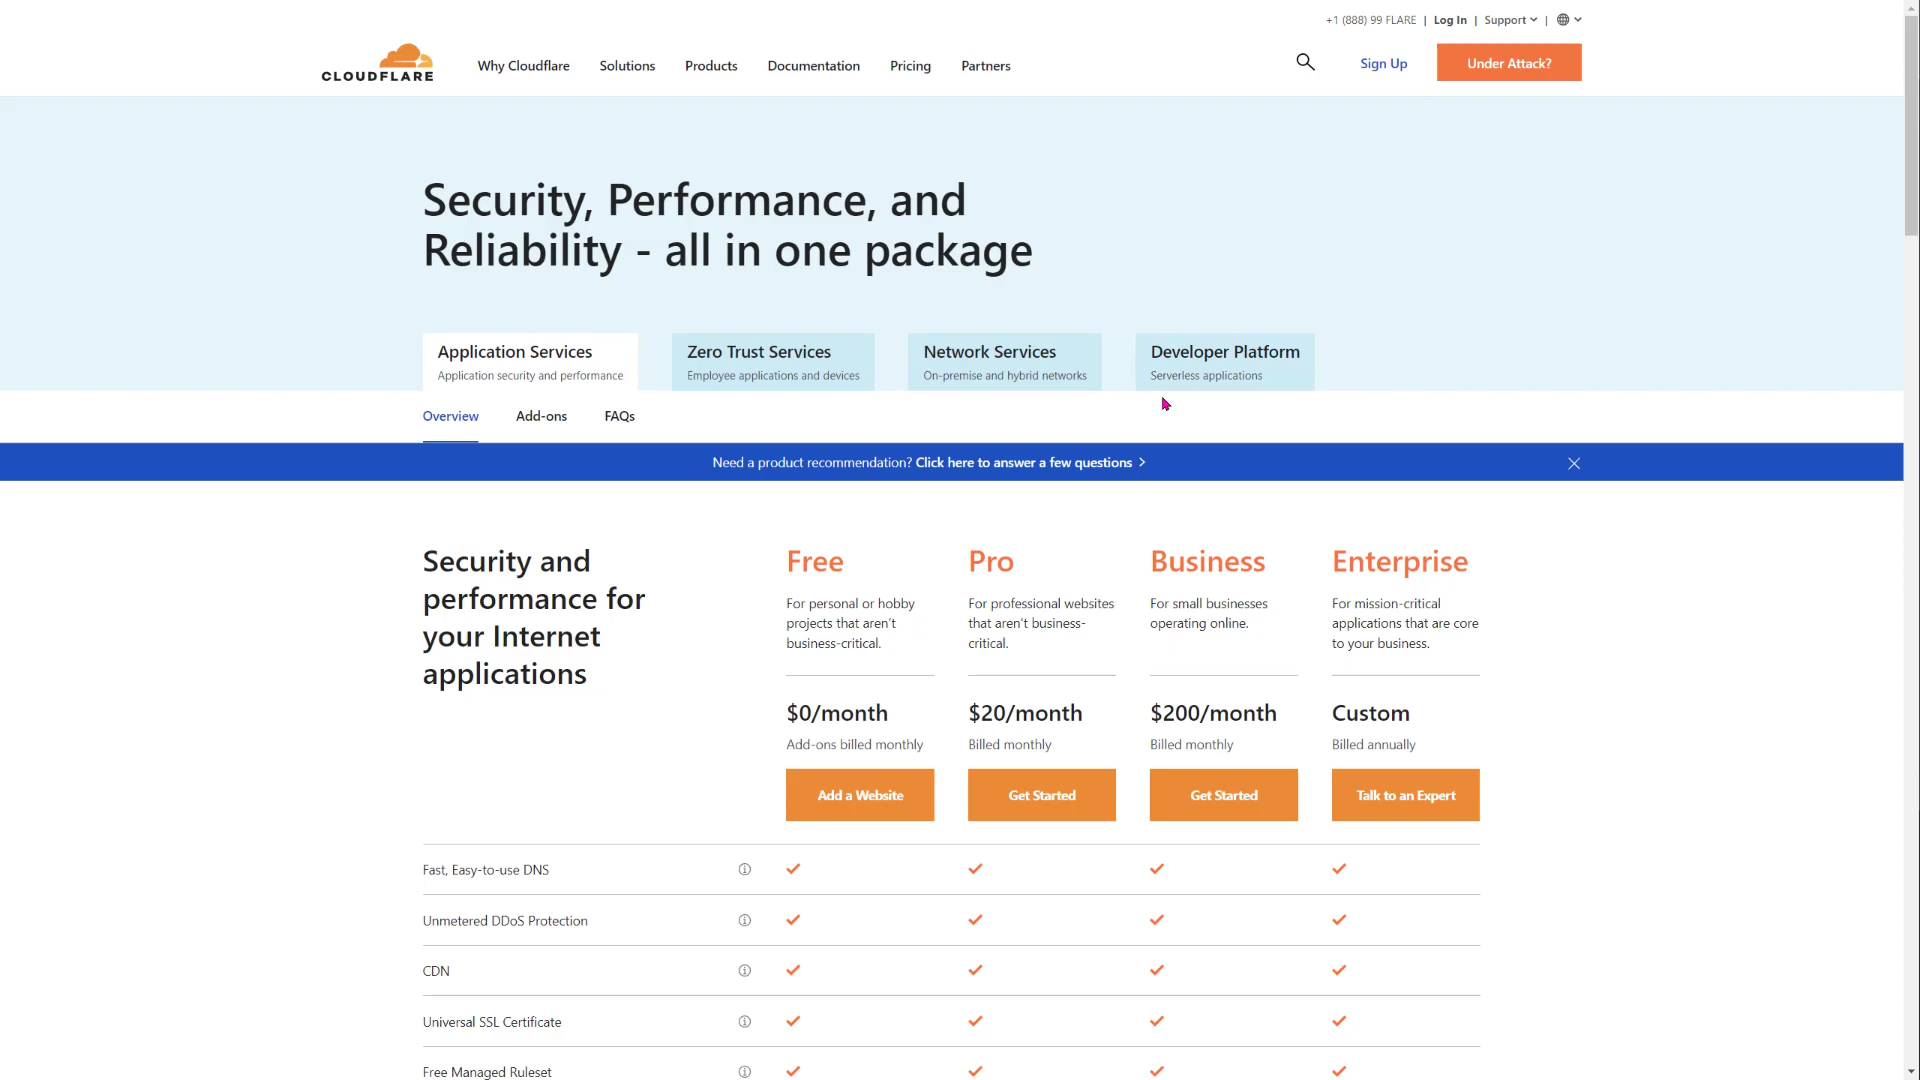 +1 (888) 99 FLARE | Log In | Support |
CLOUDFLARE
Why Cloudflare Solutions Products Documentation Pricing Partners
Sign Up
Under Attack?
Security, Performance, and
Reliability - all in one package
Application Services
Application security and performance
Zero Trust Services
Employee applications and devices
Network Services
On-premise and hybrid networks
Developer Platform
Serverless applications
Overview Add-ons FAQs
Need a product recommendation? Click here to answer a few questions >
Security and
performance for
your Internet
applications
Free
For personal or hobby
projects that aren't
business-critical.
$0/month
Add-ons billed monthly
Add a Website
Pro
For professional websites
that aren't business-
critical.
$20/month
Billed monthly
Get Started
Business
For small businesses
operating online.
$200/month
Billed monthly
Get Started
Enterprise
For mission-critical
applications that are core
to your business.
Custom
Billed annually
Talk to an Expert
Fast, Easy-to-use DNS
Unmetered DDoS Protection
CDN
Universal SSL Certificate
Free Managed Ruleset